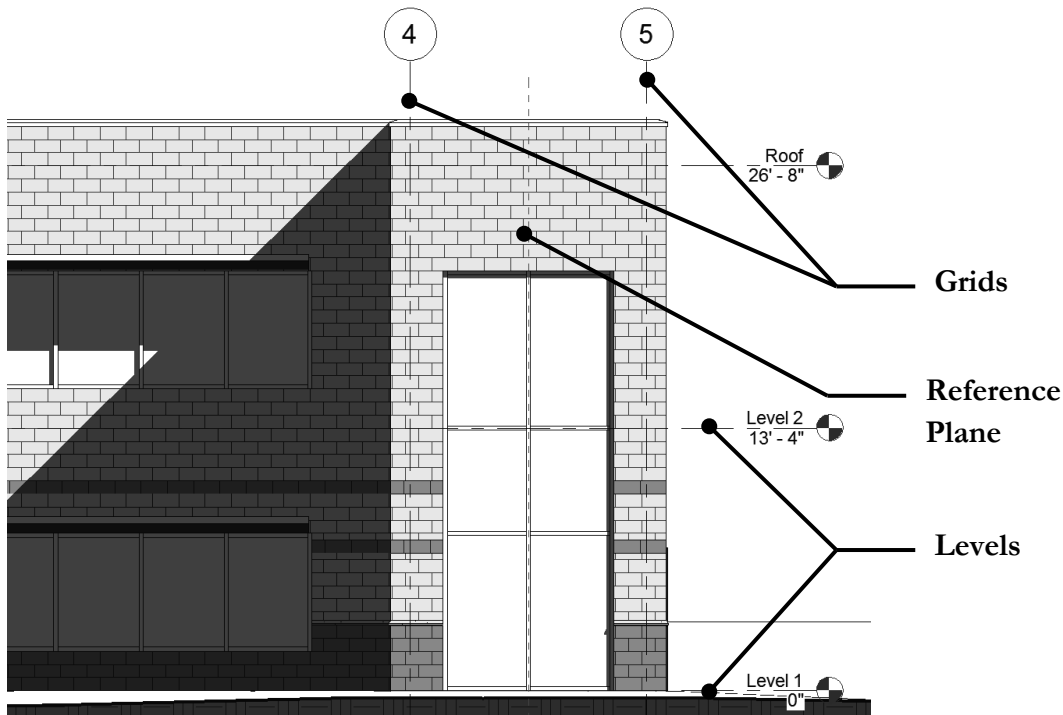 4
5
Roof
26' - 8"
Grids
Reference
Plane
Level 2
13' - 4"
Levels
Level 1
0"